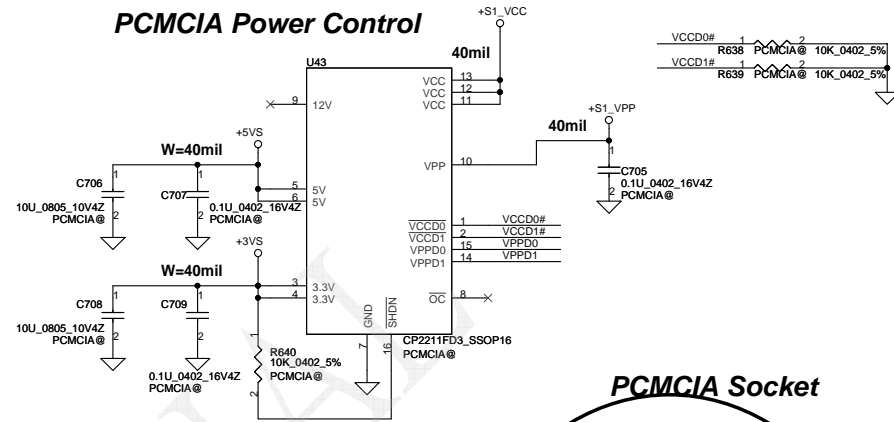 PCMCIA Power Control
+S1_VCC
40mil
U43
VCC 13
VCC 12
VCC 11
9 12V
VCCD0# 1 2
R638 PCMCIA@ 10K_0402_5%
VCCD1# 1 2
R639 PCMCIA@ 10K_0402_5%
+S1_VPP
40mil
VPP 10
1
C705
0.1U_0402_16V4Z
2 PCMCIA@
+5VS
W=40mil
1 1
C706 C707
5 5V
6 5V
10U_0805_10V4Z 2 2 0.1U_0402_16V4Z
PCMCIA@ PCMCIA@
VCCD0 1 VCCD0#
VCCD1 2 VCCD1#
VPPD0 15 VPPD0
VPPD1 14 VPPD1
+3VS
W=40mil
3 3.3V
4 3.3V
OC 8
1 1
C708 C709
10U_0805_10V4Z 2 2
PCMCIA@
0.1U_0402_16V4Z
PCMCIA@
GND SHDN
7 16
CP2211FD3_SSOP16
PCMCIA@
1
R640
10K_0402_5%
PCMCIA@
2
PCMCIA Socket